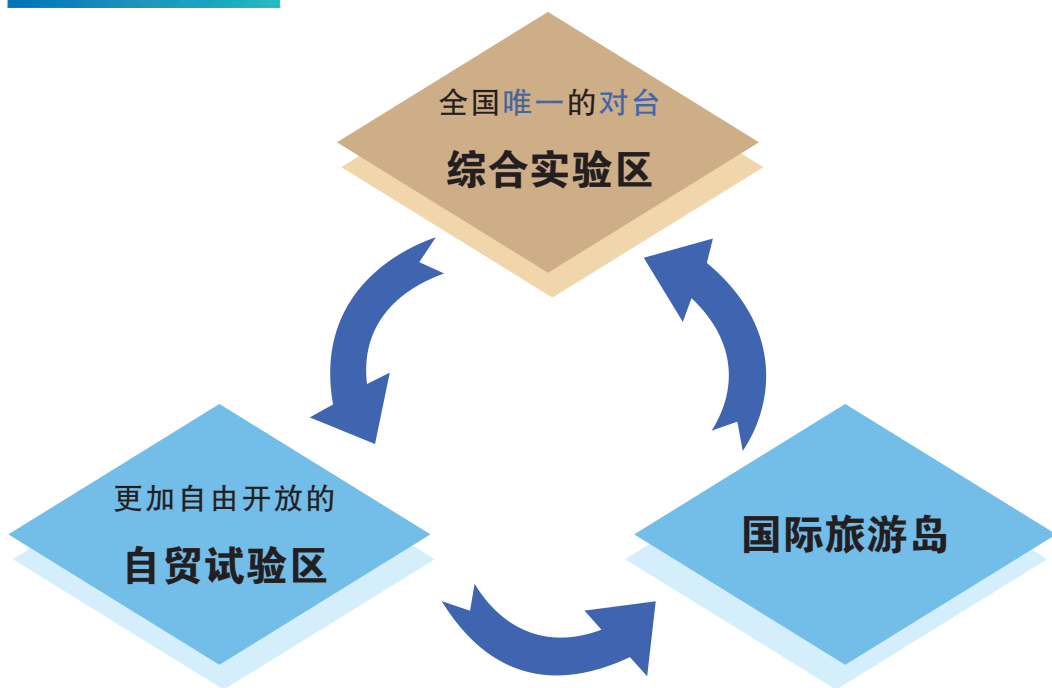 全国唯一的对台
综合实验区
更加自由开放的
自贸试验区
国际旅游岛